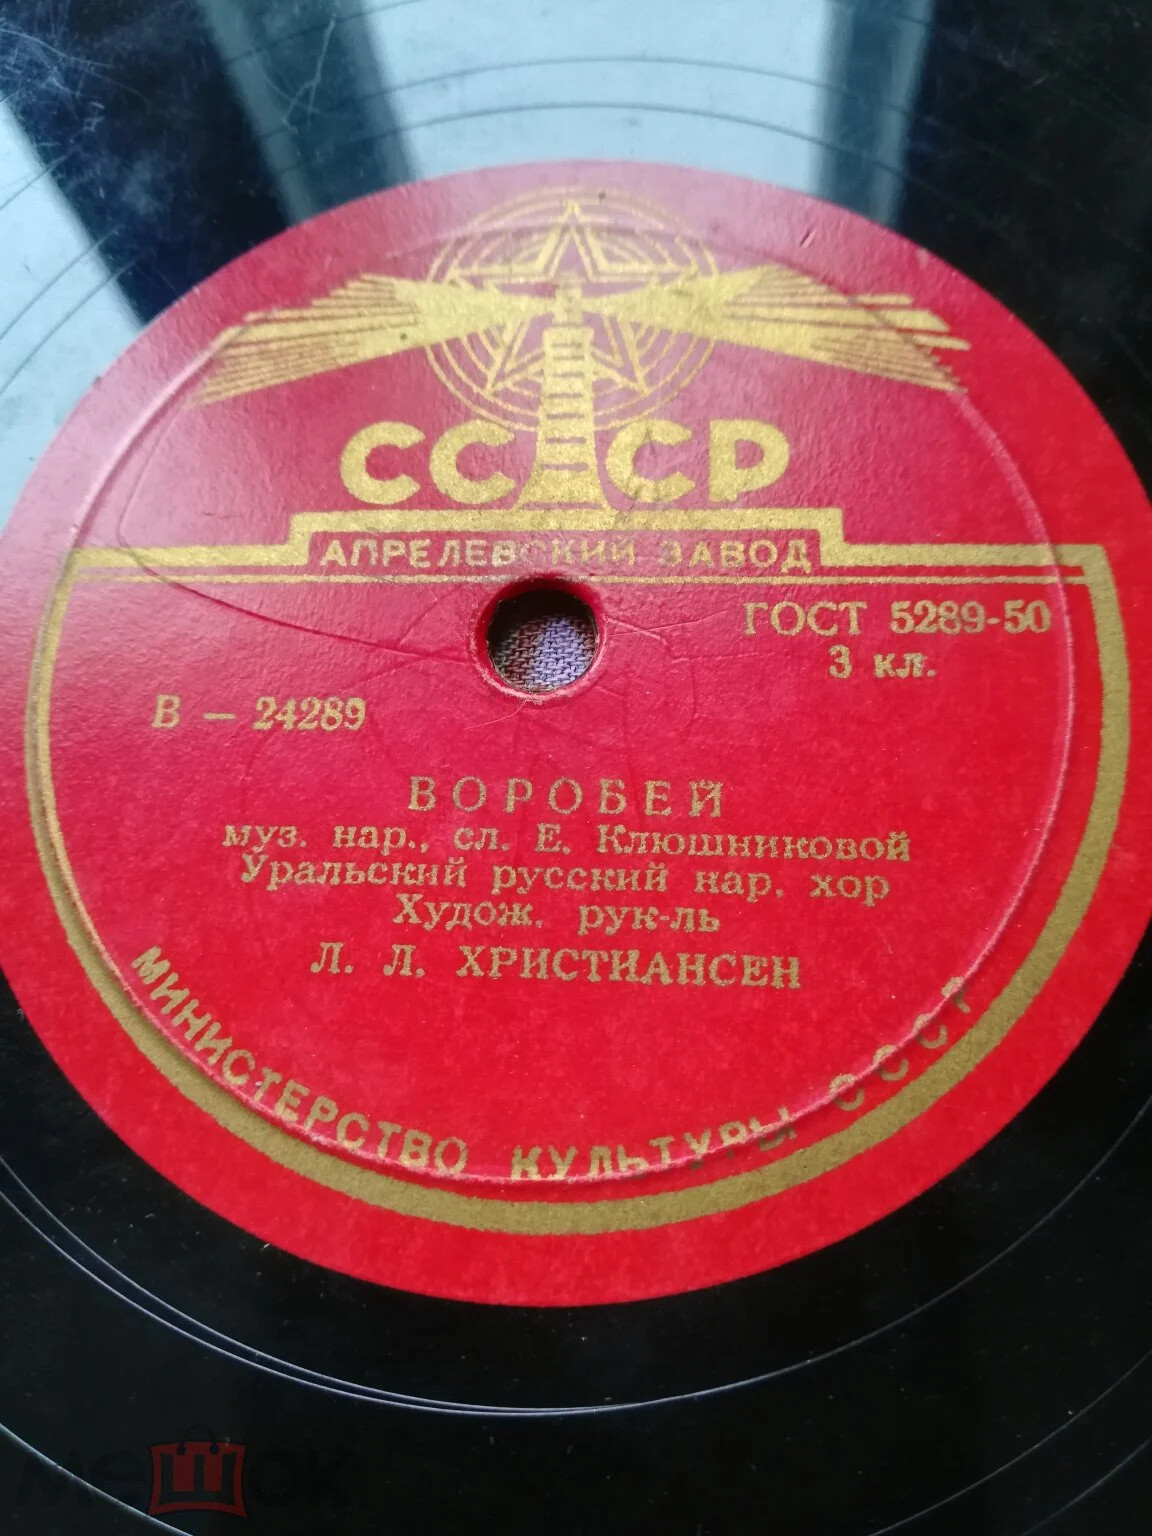 СССР
АПРЕЛЕВСКИЙ ЗАВОД
ГОСТ 5289-50
3 кл.
В — 24289
ВОРОБЕЙ
муз. нар., сл. Е. Клюшниковой
Уральский русский нар. хор
Худож. рук-ль
Л. Л. ХРИСТИАНСЕН
МИНИСТЕРСТВО КУЛЬТУРЫ СССР
мешок